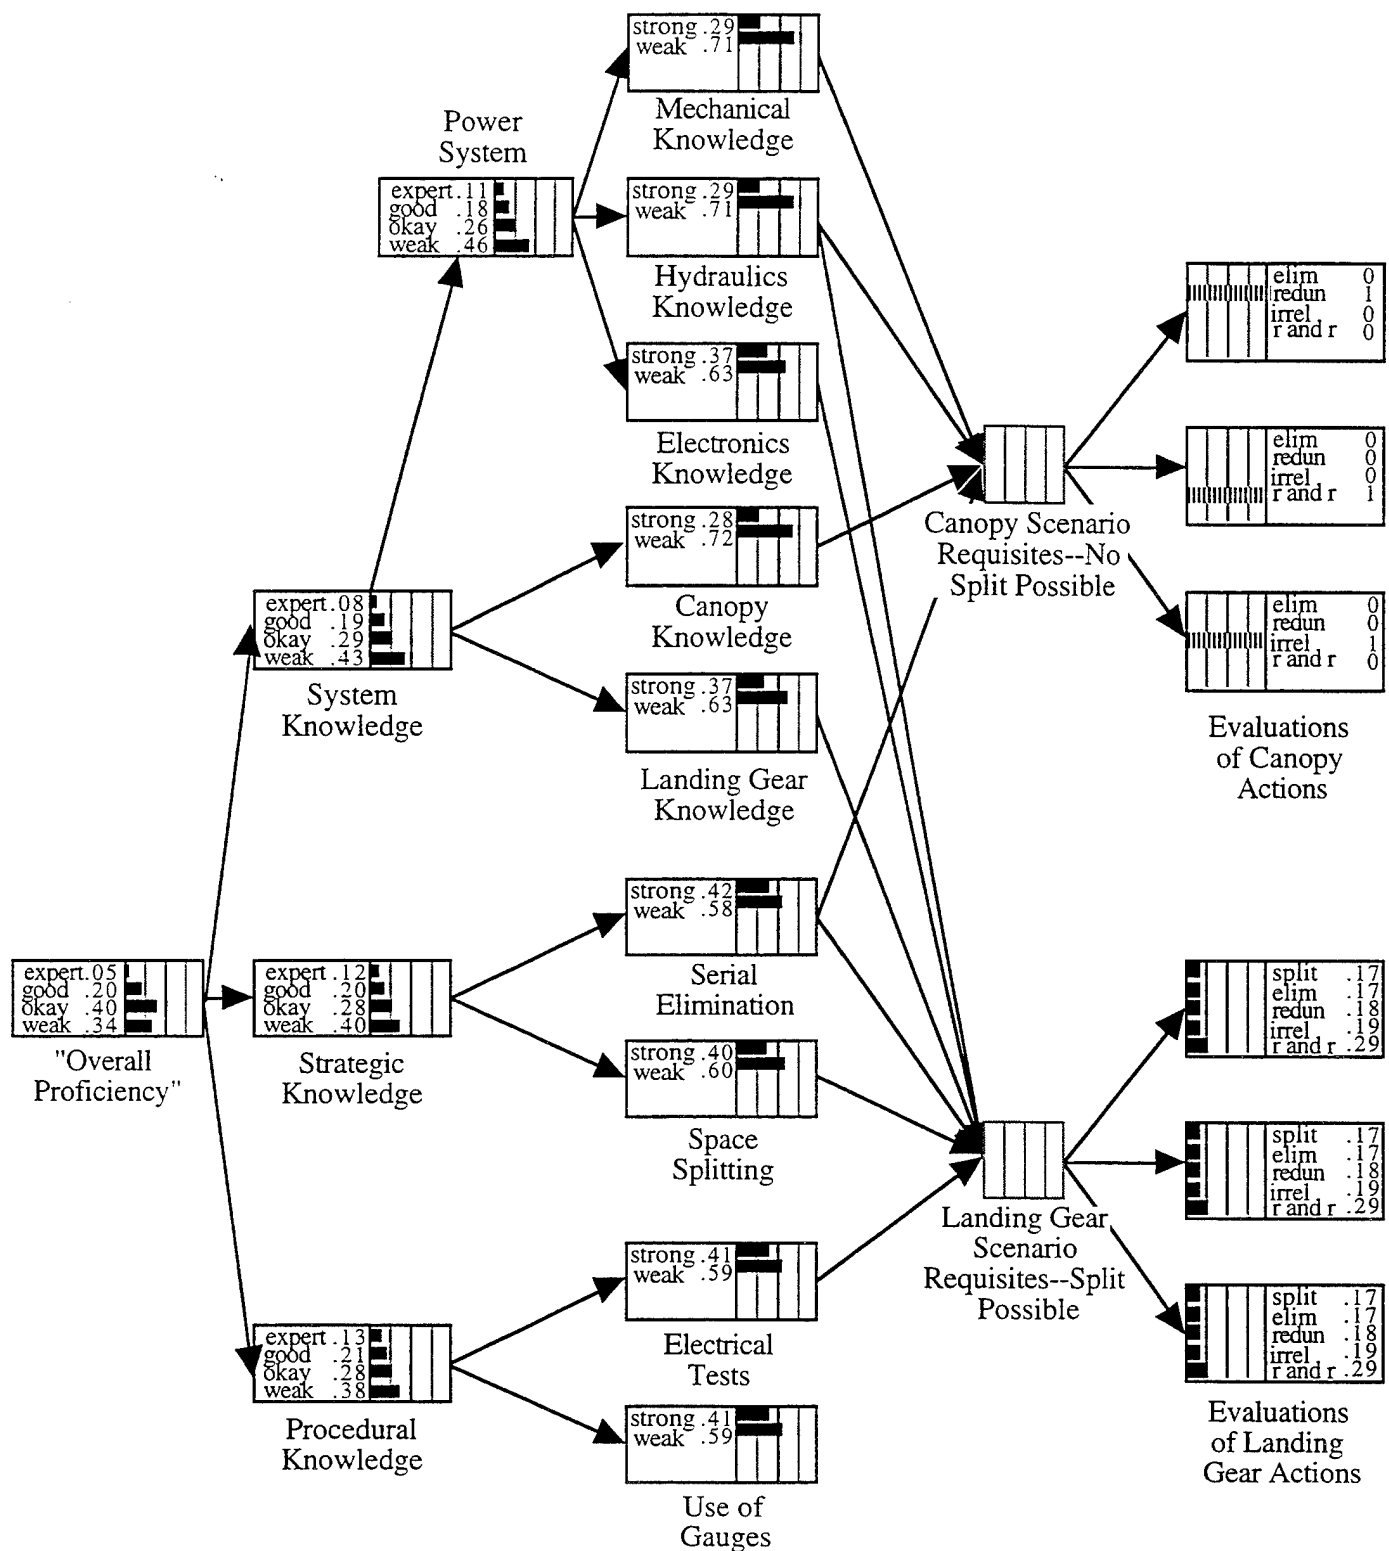 strong .29
weak .71
Mechanical
Knowledge
Power
System
expert .11
good .18
okay .26
weak .46
strong .29
weak .71
Hydraulics
Knowledge
strong .37
weak .63
Electronics
Knowledge
elim 0
redun 1
irrel 0
r and r 0
elim 0
redun 0
irrel 0
r and r 1
Canopy Scenario
Requisites--No
Split Possible
strong .28
weak .72
Canopy
Knowledge
elim 0
redun 0
irrel 1
r and r 0
Evaluations
of Canopy
Actions
expert .08
good .19
okay .29
weak .43
System
Knowledge
strong .37
weak .63
Landing Gear
Knowledge
strong .42
weak .58
Serial
Elimination
expert .05
good .20
okay .40
weak .34
"Overall
Proficiency"
expert .12
good .20
okay .28
weak .40
Strategic
Knowledge
strong .40
weak .60
Space
Splitting
split .17
elim .17
redun .18
irrel .19
r and r .29
split .17
elim .17
redun .18
irrel .19
r and r .29
Landing Gear
Scenario
Requisites--Split
Possible
strong .41
weak .59
Electrical
Tests
split .17
elim .17
redun .18
irrel .19
r and r .29
Evaluations
of Landing
Gear Actions
expert .13
good .21
okay .28
weak .38
Procedural
Knowledge
strong .41
weak .59
Use of
Gauges